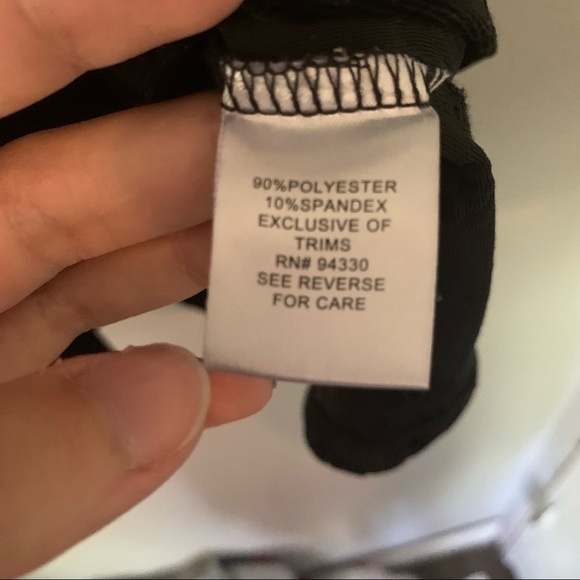 90%POLYESTER
10%SPANDEX
EXCLUSIVE OF
TRIMS
RN# 94330
SEE REVERSE
FOR CARE